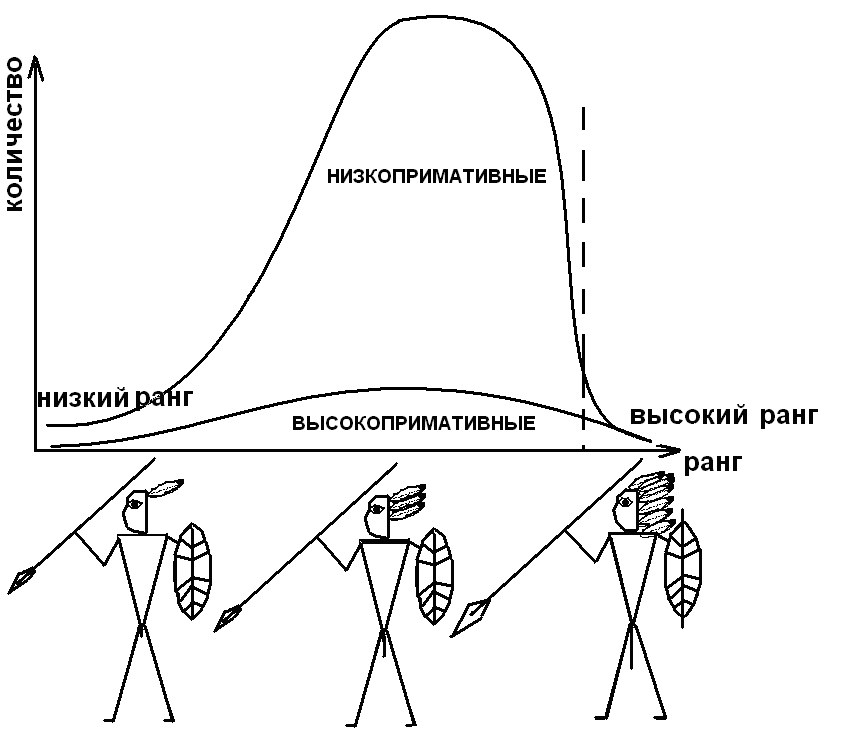 количество
НИЗКОПРИМАТИВНЫЕ
низкий ранг
ВЫСОКОПРИМАТИВНЫЕ
высокий ранг
ранг